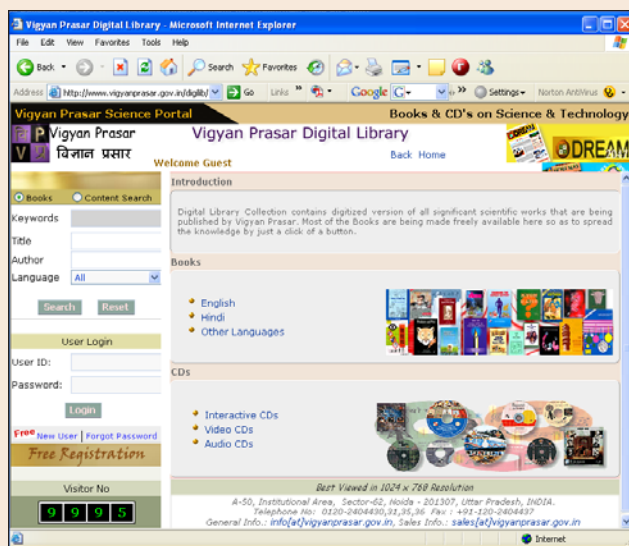 Vigyan Prasar Digital Library - Microsoft Internet Explorer
File Edit View Favorites Tools Help
Back Search Favorites
Address http://www.vigyanprasar.gov.in/digilib/ Go Links » Google G Settings Norton AntiVirus
Vigyan Prasar Science Portal Books & CD's on Science & Technology
Vigyan Prasar Vigyan Prasar Digital Library
विज्ञान प्रसार Back Home
DREAM
Welcome Guest
Books Content Search
Keywords
Title
Author
Language All
Search Reset
User Login
User ID:
Password:
Login
Free New User | Forgot Password
Free Registration
Visitor No
9 9 9 5
Introduction
Digital Library Collection contains digitized version of all significant scientific works that are being
published by Vigyan Prasar. Most of the Books are being made freely available here so as to spread
the knowledge by just a click of a button.
Books
English
Hindi
Other Languages
CDs
Interactive CDs
Video CDs
Audio CDs
Best Viewed in 1024 x 768 Resolution
A-50, Institutional Area, Sector-62, Noida - 201307, Uttar Pradesh, INDIA.
Telephone No: 0120-2404430,31,35,36 Fax : +91-120-2404437
General Info.: info[at]vigyanprasar.gov.in, Sales Info.: sales[at]vigyanprasar.gov.in
Internet